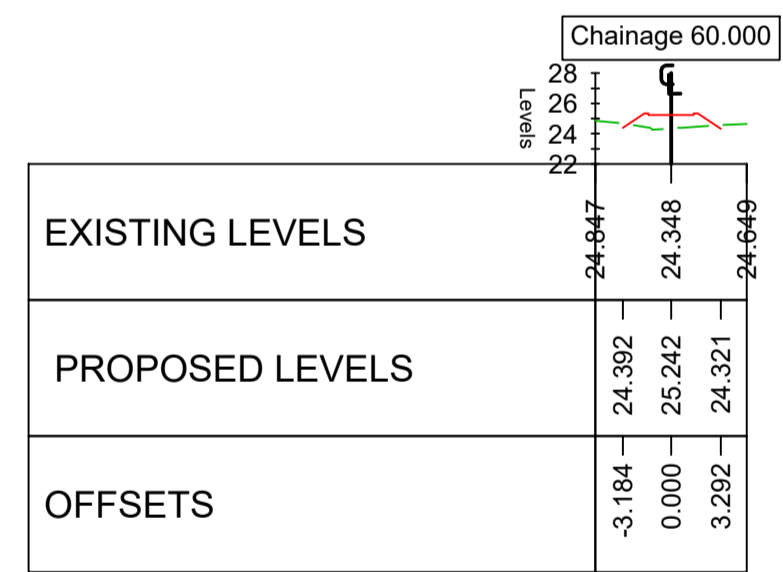 Chainage 60.000
CL
28
26
24
22
Levels
EXISTING LEVELS
24.847
24.348
24.649
PROPOSED LEVELS
24.392
25.242
24.321
OFFSETS
-3.184
0.000
3.292